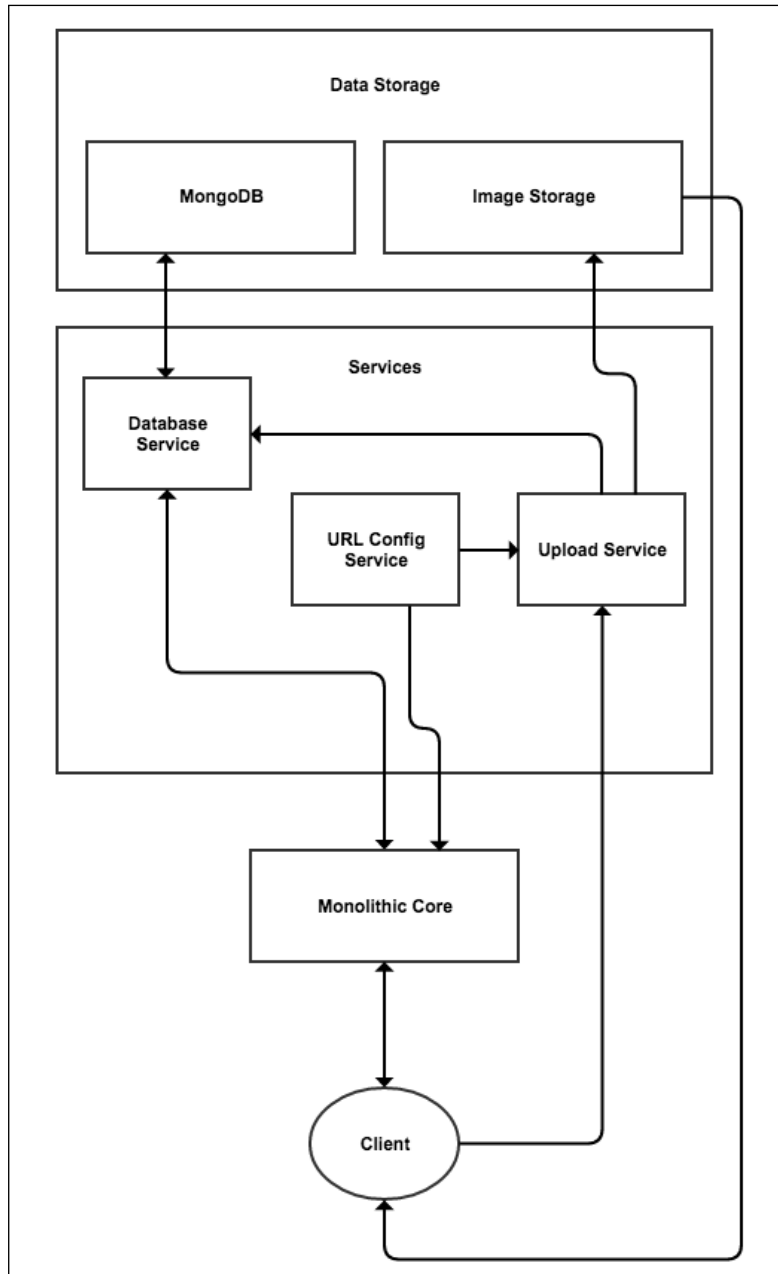 Data Storage
MongoDB
Image Storage
Services
Database
Service
URL Config
Service
Upload Service
Monolithic Core
Client